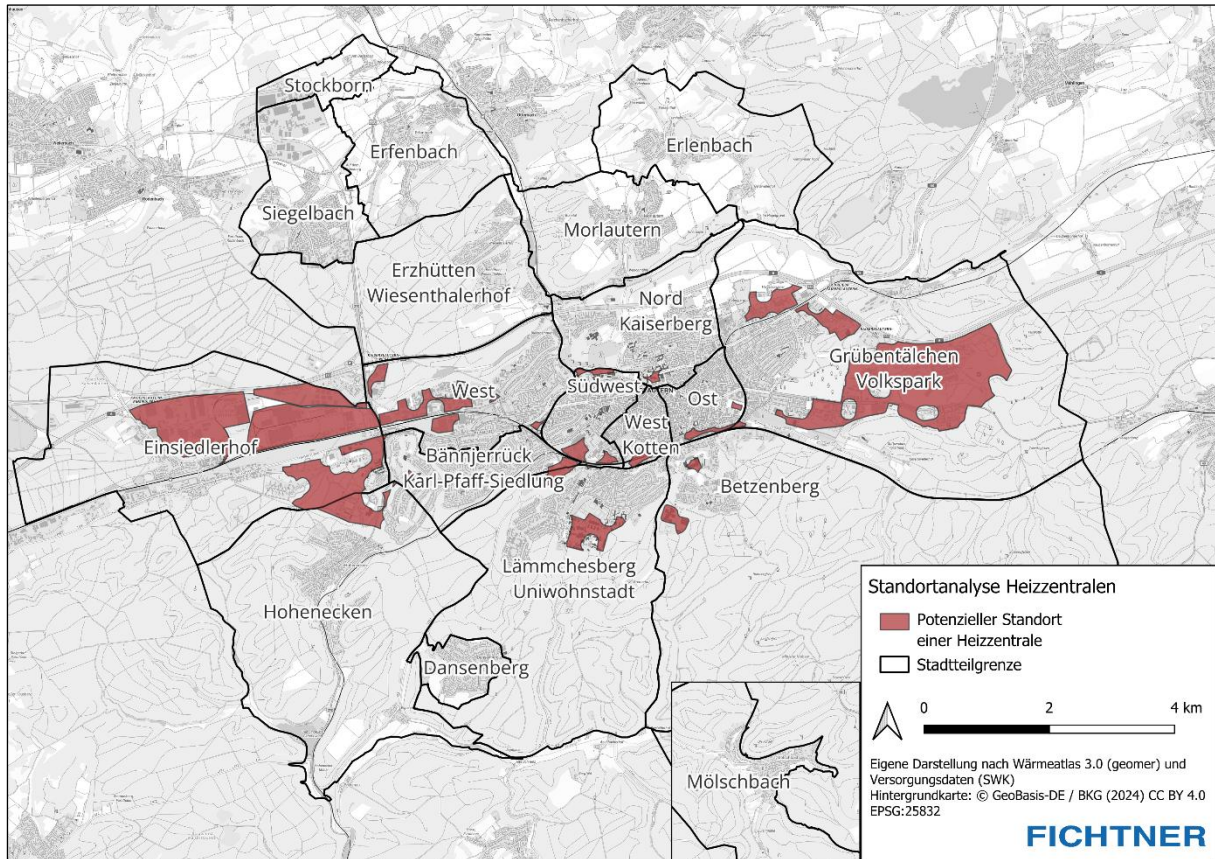 Stockborn
Erfenbach
Erlenbach
Siegelbach
Morlautern
Erzhütten
Wiesenthalerhof
Nord
Kaiserberg
Grübentälchen
Volkspark
West
Südwest
Ost
West
Kotten
Einsiedlerhof
Bännjerrück
Karl-Pfaff-Siedlung
Betzenberg
Lämmchesberg
Uniwohnstadt
Hohenecken
Dansenberg
Mölschbach
Standortanalyse Heizzentralen
Potenzieller Standort
einer Heizzentrale
Stadtteilgrenze
0 2 4 km
Eigene Darstellung nach Wärmeatlas 3.0 (geomer) und
Versorgungsdaten (SWK)
Hintergrundkarte: © GeoBasis-DE / BKG (2024) CC BY 4.0
EPSG:25832
FICHTNER